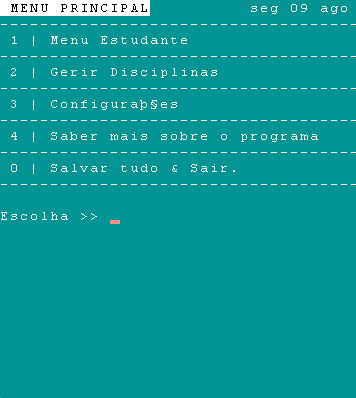 MENU PRINCIPAL seg 09 ago
1 | Menu Estudante
2 | Gerir Disciplinas
3 | Configuraþ§es
4 | Saber mais sobre o programa
0 | Salvar tudo & Sair.
Escolha >> _